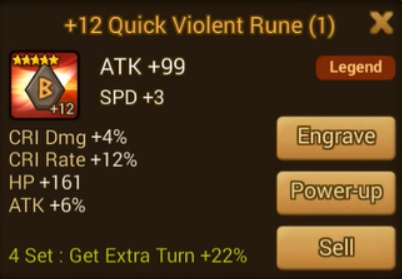 +12 Quick Violent Rune (1)
X
ATK +99
Legend
+12
SPD +3
CRI Dmg +4%
CRI Rate +12%
HP +161
ATK +6%
Engrave
Power-up
Sell
4 Set : Get Extra Turn +22%